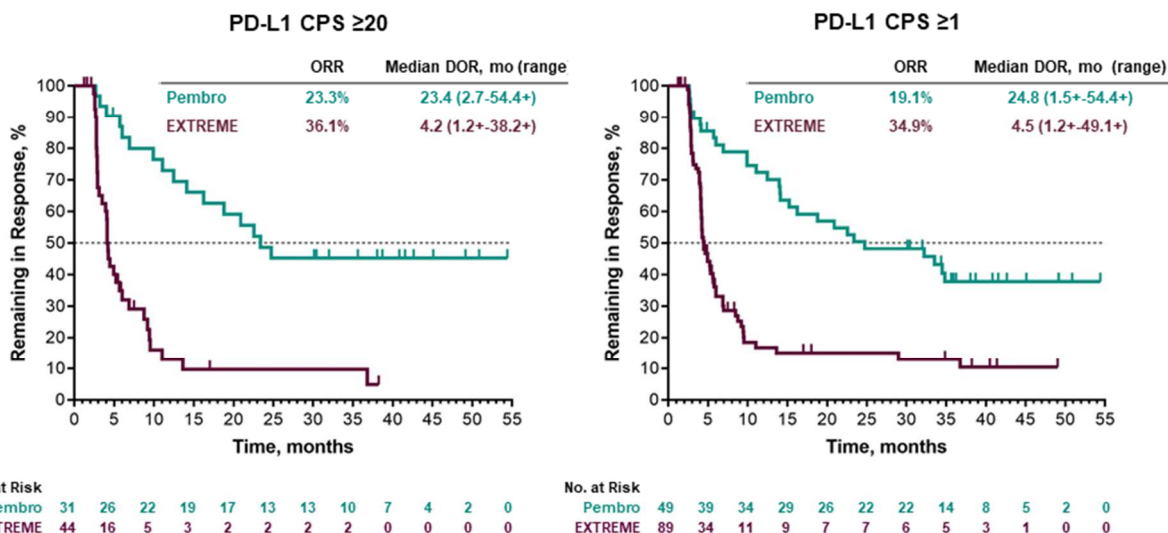 PD-L1 CPS ≥20
ORR Median DOR, mo (range)
Pembro 23.3% 23.4 (2.7-54.4+)
EXTREME 36.1% 4.2 (1.2+-38.2+)
Remaining in Response, %
100
90
80
70
60
50
40
30
20
10
0
0 5 10 15 20 25 30 35 40 45 50 55
Time, months
at Risk
embro 31 26 22 19 17 13 13 10 7 4 2 0
TREME 44 16 5 3 2 2 2 2 0 0 0 0
PD-L1 CPS ≥1
ORR Median DOR, mo (range)
Pembro 19.1% 24.8 (1.5+-54.4+)
EXTREME 34.9% 4.5 (1.2+-49.1+)
Remaining in Response, %
100
90
80
70
60
50
40
30
20
10
0
0 5 10 15 20 25 30 35 40 45 50 55
Time, months
No. at Risk
Pembro 49 39 34 29 26 22 22 14 8 5 2 0
EXTREME 89 34 11 9 7 7 6 5 3 1 0 0